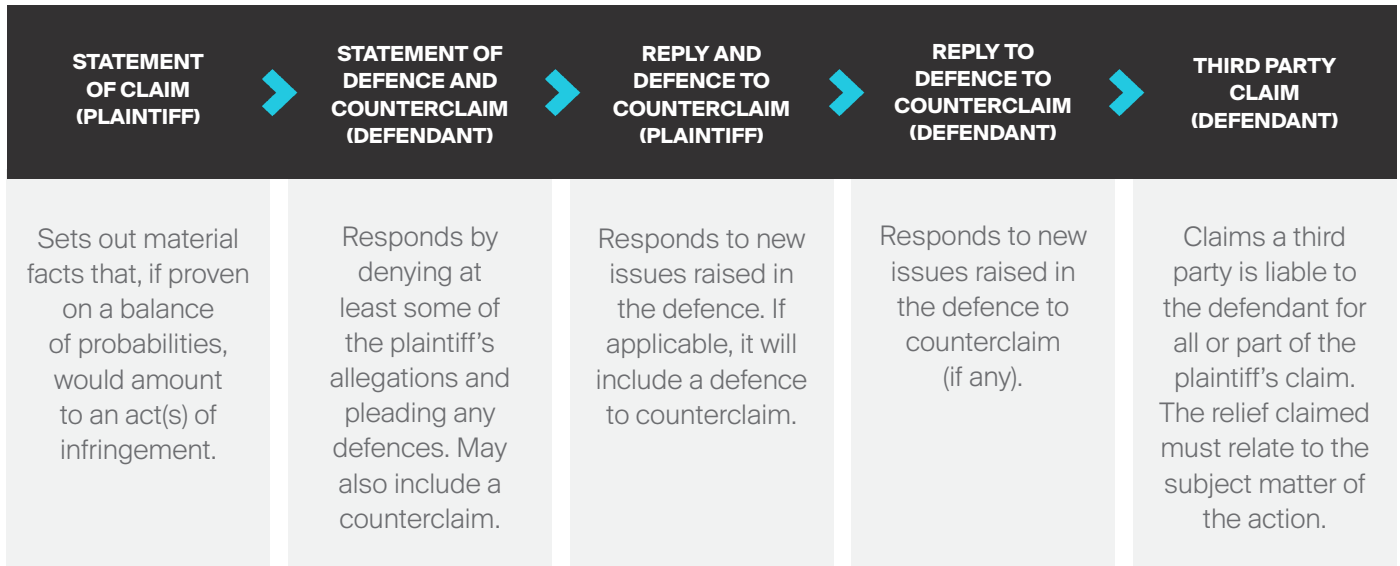 STATEMENT
OF CLAIM
(PLAINTIFF)
STATEMENT OF
DEFENCE AND
COUNTERCLAIM
(DEFENDANT)
REPLY AND
DEFENCE TO
COUNTERCLAIM
(PLAINTIFF)
REPLY TO
DEFENCE TO
COUNTERCLAIM
(DEFENDANT)
THIRD PARTY
CLAIM
(DEFENDANT)
Sets out material
facts that, if proven
on a balance
of probabilities,
would amount
to an act(s) of
infringement.
Responds by
denying at
least some of
the plaintiff’s
allegations and
pleading any
defences. May
also include a
counterclaim.
Responds to new
issues raised in
the defence. If
applicable, it will
include a defence
to counterclaim.
Responds to new
issues raised in
the defence to
counterclaim
(if any).
Claims a third
party is liable to
the defendant for
all or part of the
plaintiff’s claim.
The relief claimed
must relate to the
subject matter of
the action.